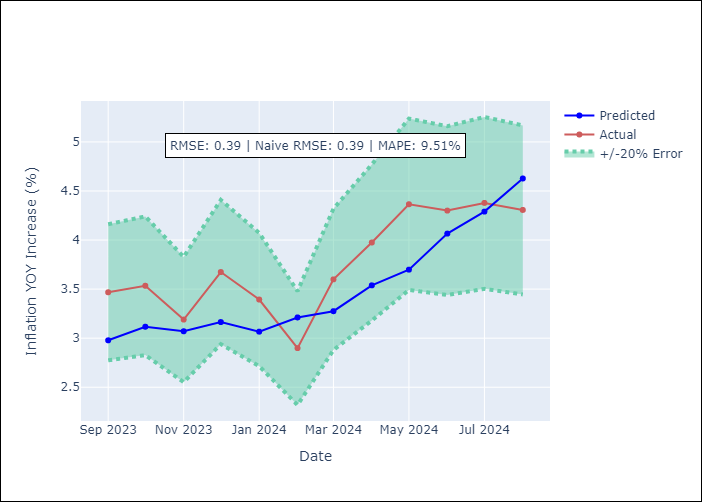 Predicted
Actual
+/-20% Error
RMSE: 0.39 | Naive RMSE: 0.39 | MAPE: 9.51%
Inflation YOY Increase (%)
5
4.5
4
3.5
3
2.5
Sep 2023
Nov 2023
Jan 2024
Mar 2024
May 2024
Jul 2024
Date